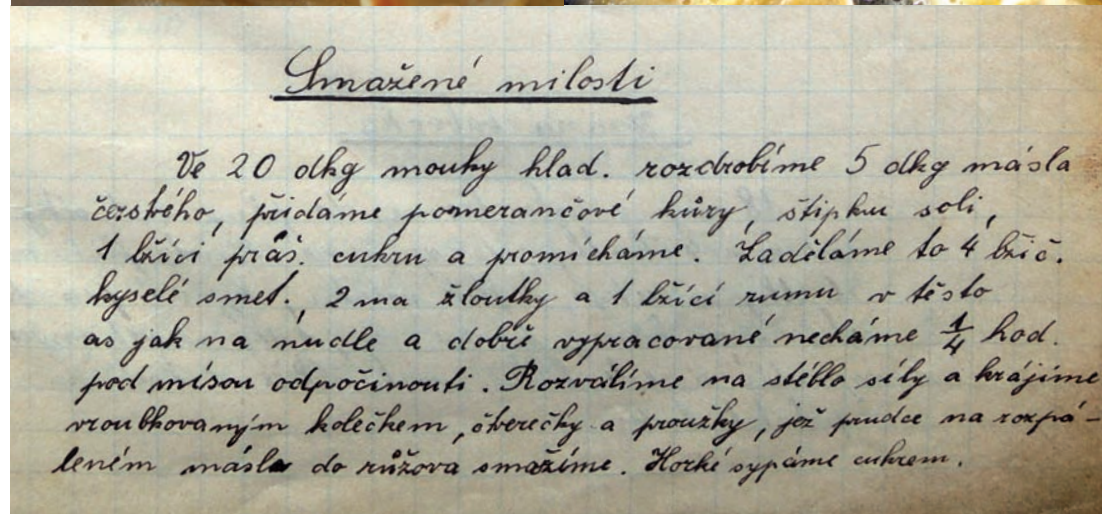 Smažené milosti
Ve 20 dkg mouky hlad. rozdrobíme 5 dkg másla
čerstvého, přidáme pomerančové kůry, štipku soli,
1 lžíci práš. cukru a promícháme. Zaděláme to 4 lžič.
kyselé smet., 2ma žloutky a 1 lžící rumu v těsto
as jak na nudle a dobře vypracované necháme 1/4 hod.
pod mísou odpočinouti. Rozválíme na stéblo síly a krájíme
vroubkovaným kolečkem, čtverečky a proužky, jež prudce na rozpá-
leném másle do růžova smažíme. Horké sypáme cukrem.